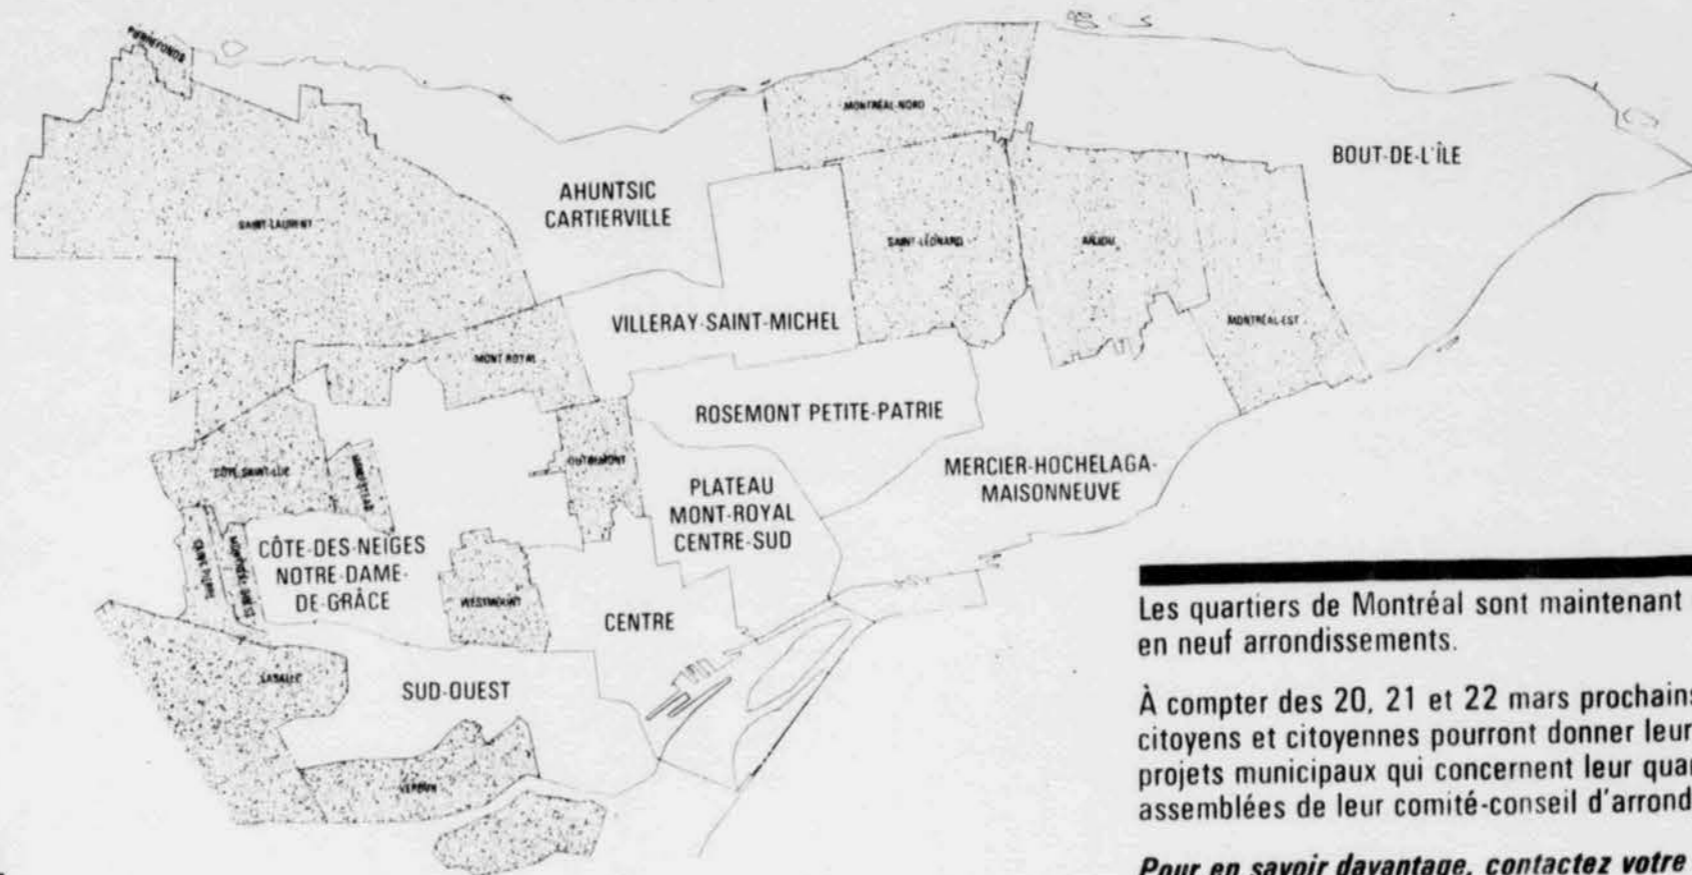 PIERREFONDS
MONTRÉAL-NORD
BOUT-DE-L'ÎLE
AHUNTSIC
CARTIERVILLE
SAINT-LAURENT
SAINT-LÉONARD
ANJOU
VILLERAY-SAINT-MICHEL
MONTRÉAL-EST
MONT-ROYAL
ROSEMONT PETITE-PATRIE
CÔTE SAINT-LUC
HAMPSTEAD
OUTREMONT
MERCIER-HOCHELAGA-
MAISONNEUVE
PLATEAU
MONT-ROYAL
CENTRE-SUD
CÔTE-DES-NEIGES
NOTRE-DAME-
DE-GRÂCE
MONTRÉAL-OUEST
WESTMOUNT
CENTRE
LASALLE
SUD-OUEST
VERDUN
Les quartiers de Montréal sont maintenant
en neuf arrondissements.
À compter des 20, 21 et 22 mars prochains
citoyens et citoyennes pourront donner leur
projets municipaux qui concernent leur
assemblées de leur comité-conseil
Pour en savoir davantage, contactez votre